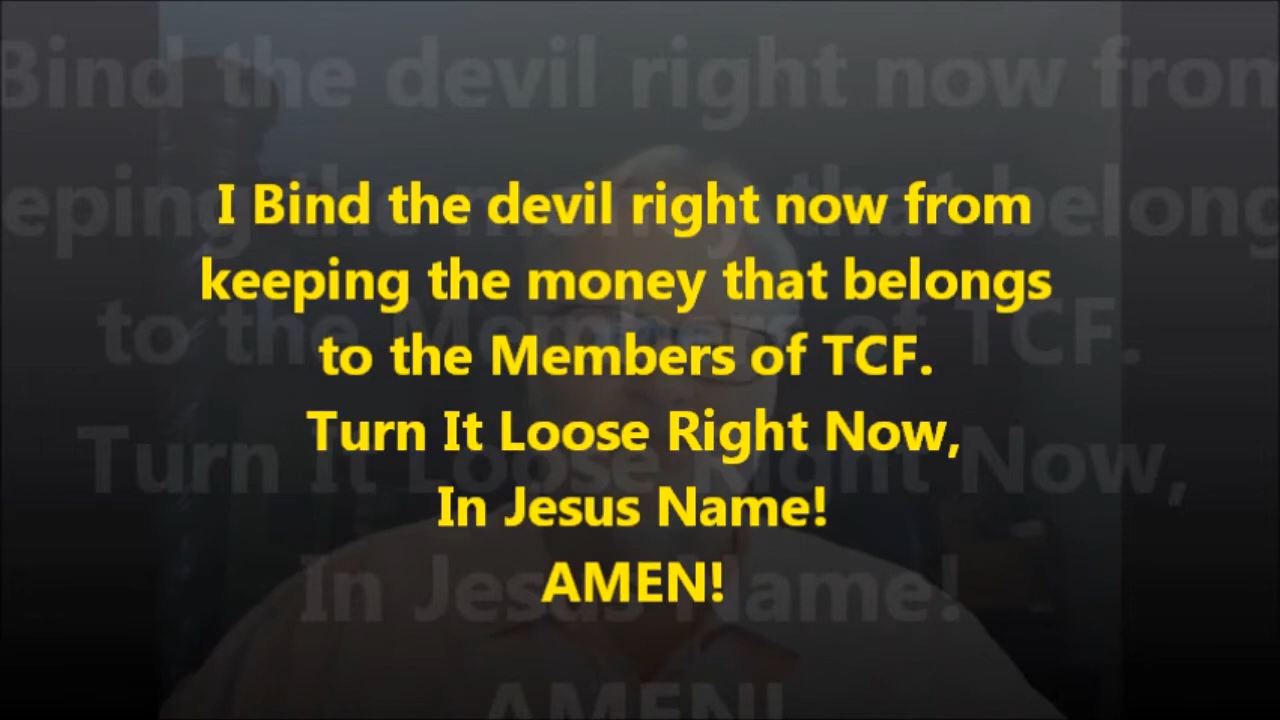 I Bind the devil right now from
keeping the money that belongs
to the Members of TCF.
Turn It Loose Right Now,
In Jesus Name!
AMEN!